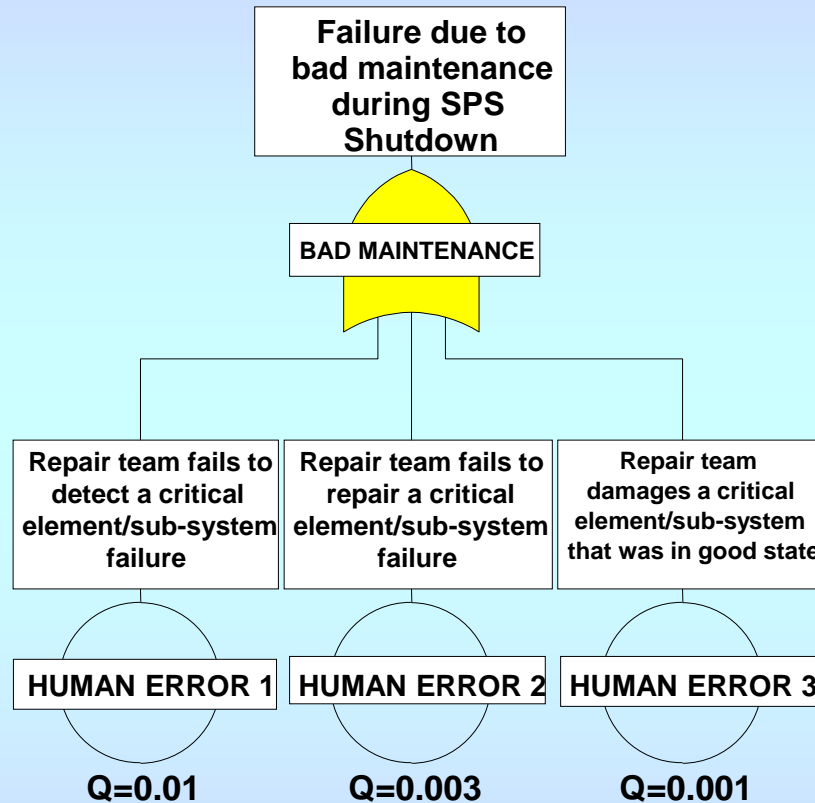 Failure due to
bad maintenance
during SPS
Shutdown
BAD MAINTENANCE
Repair team fails to
detect a critical
element/sub-system
failure
Repair team fails to
repair a critical
element/sub-system
failure
Repair team
damages a critical
element/sub-system
that was in good state
HUMAN ERROR 1
HUMAN ERROR 2
HUMAN ERROR 3
Q=0.01
Q=0.003
Q=0.001